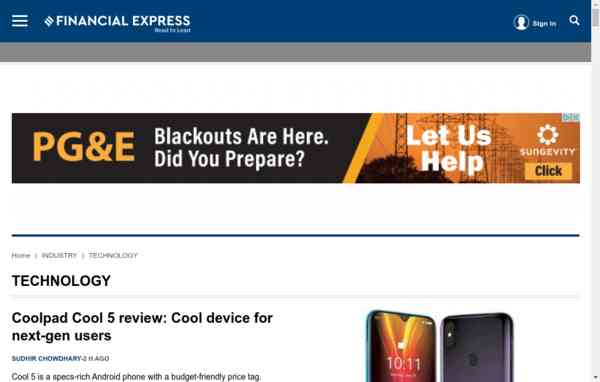 FINANCIAL EXPRESS
Read to Lead
Sign In
PG&E
Blackouts Are Here.
Did You Prepare?
Let Us
Help
SUNGEVITY
Click
Home | INDUSTRY | TECHNOLOGY
TECHNOLOGY
Coolpad Cool 5 review: Cool device for
next-gen users
SUDHIR CHOWDHARY-2 H AGO
Cool 5 is a specs-rich Android phone with a budget-friendly price tag.
10:11